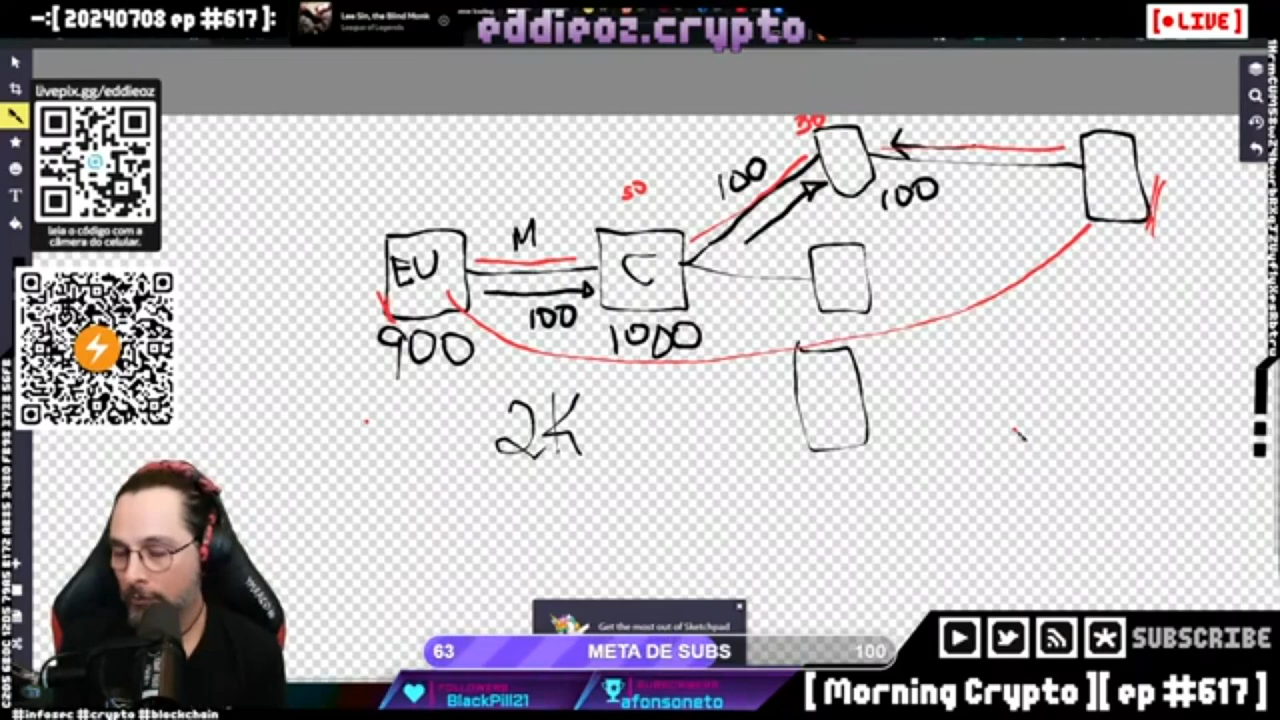 -:[ 20240708 ep #617 ]:
Lee Sin, the Blind Monk
League of Legends
eddieoz.crypto
[•LIVE]
livepix.gg/eddieoz
leia o código com a
câmera do celular.
30
100
50
100
M
EU
C
100
900
1000
2K
Get the most out of Sketchpad
63 META DE SUBS 100
FOLLOWERS
BlackPill21
SUBSCRIBERS
afonsoneto
SUBSCRIBE
[ Morning Crypto ][ ep #617 ]
#infosec #crypto #blockchain